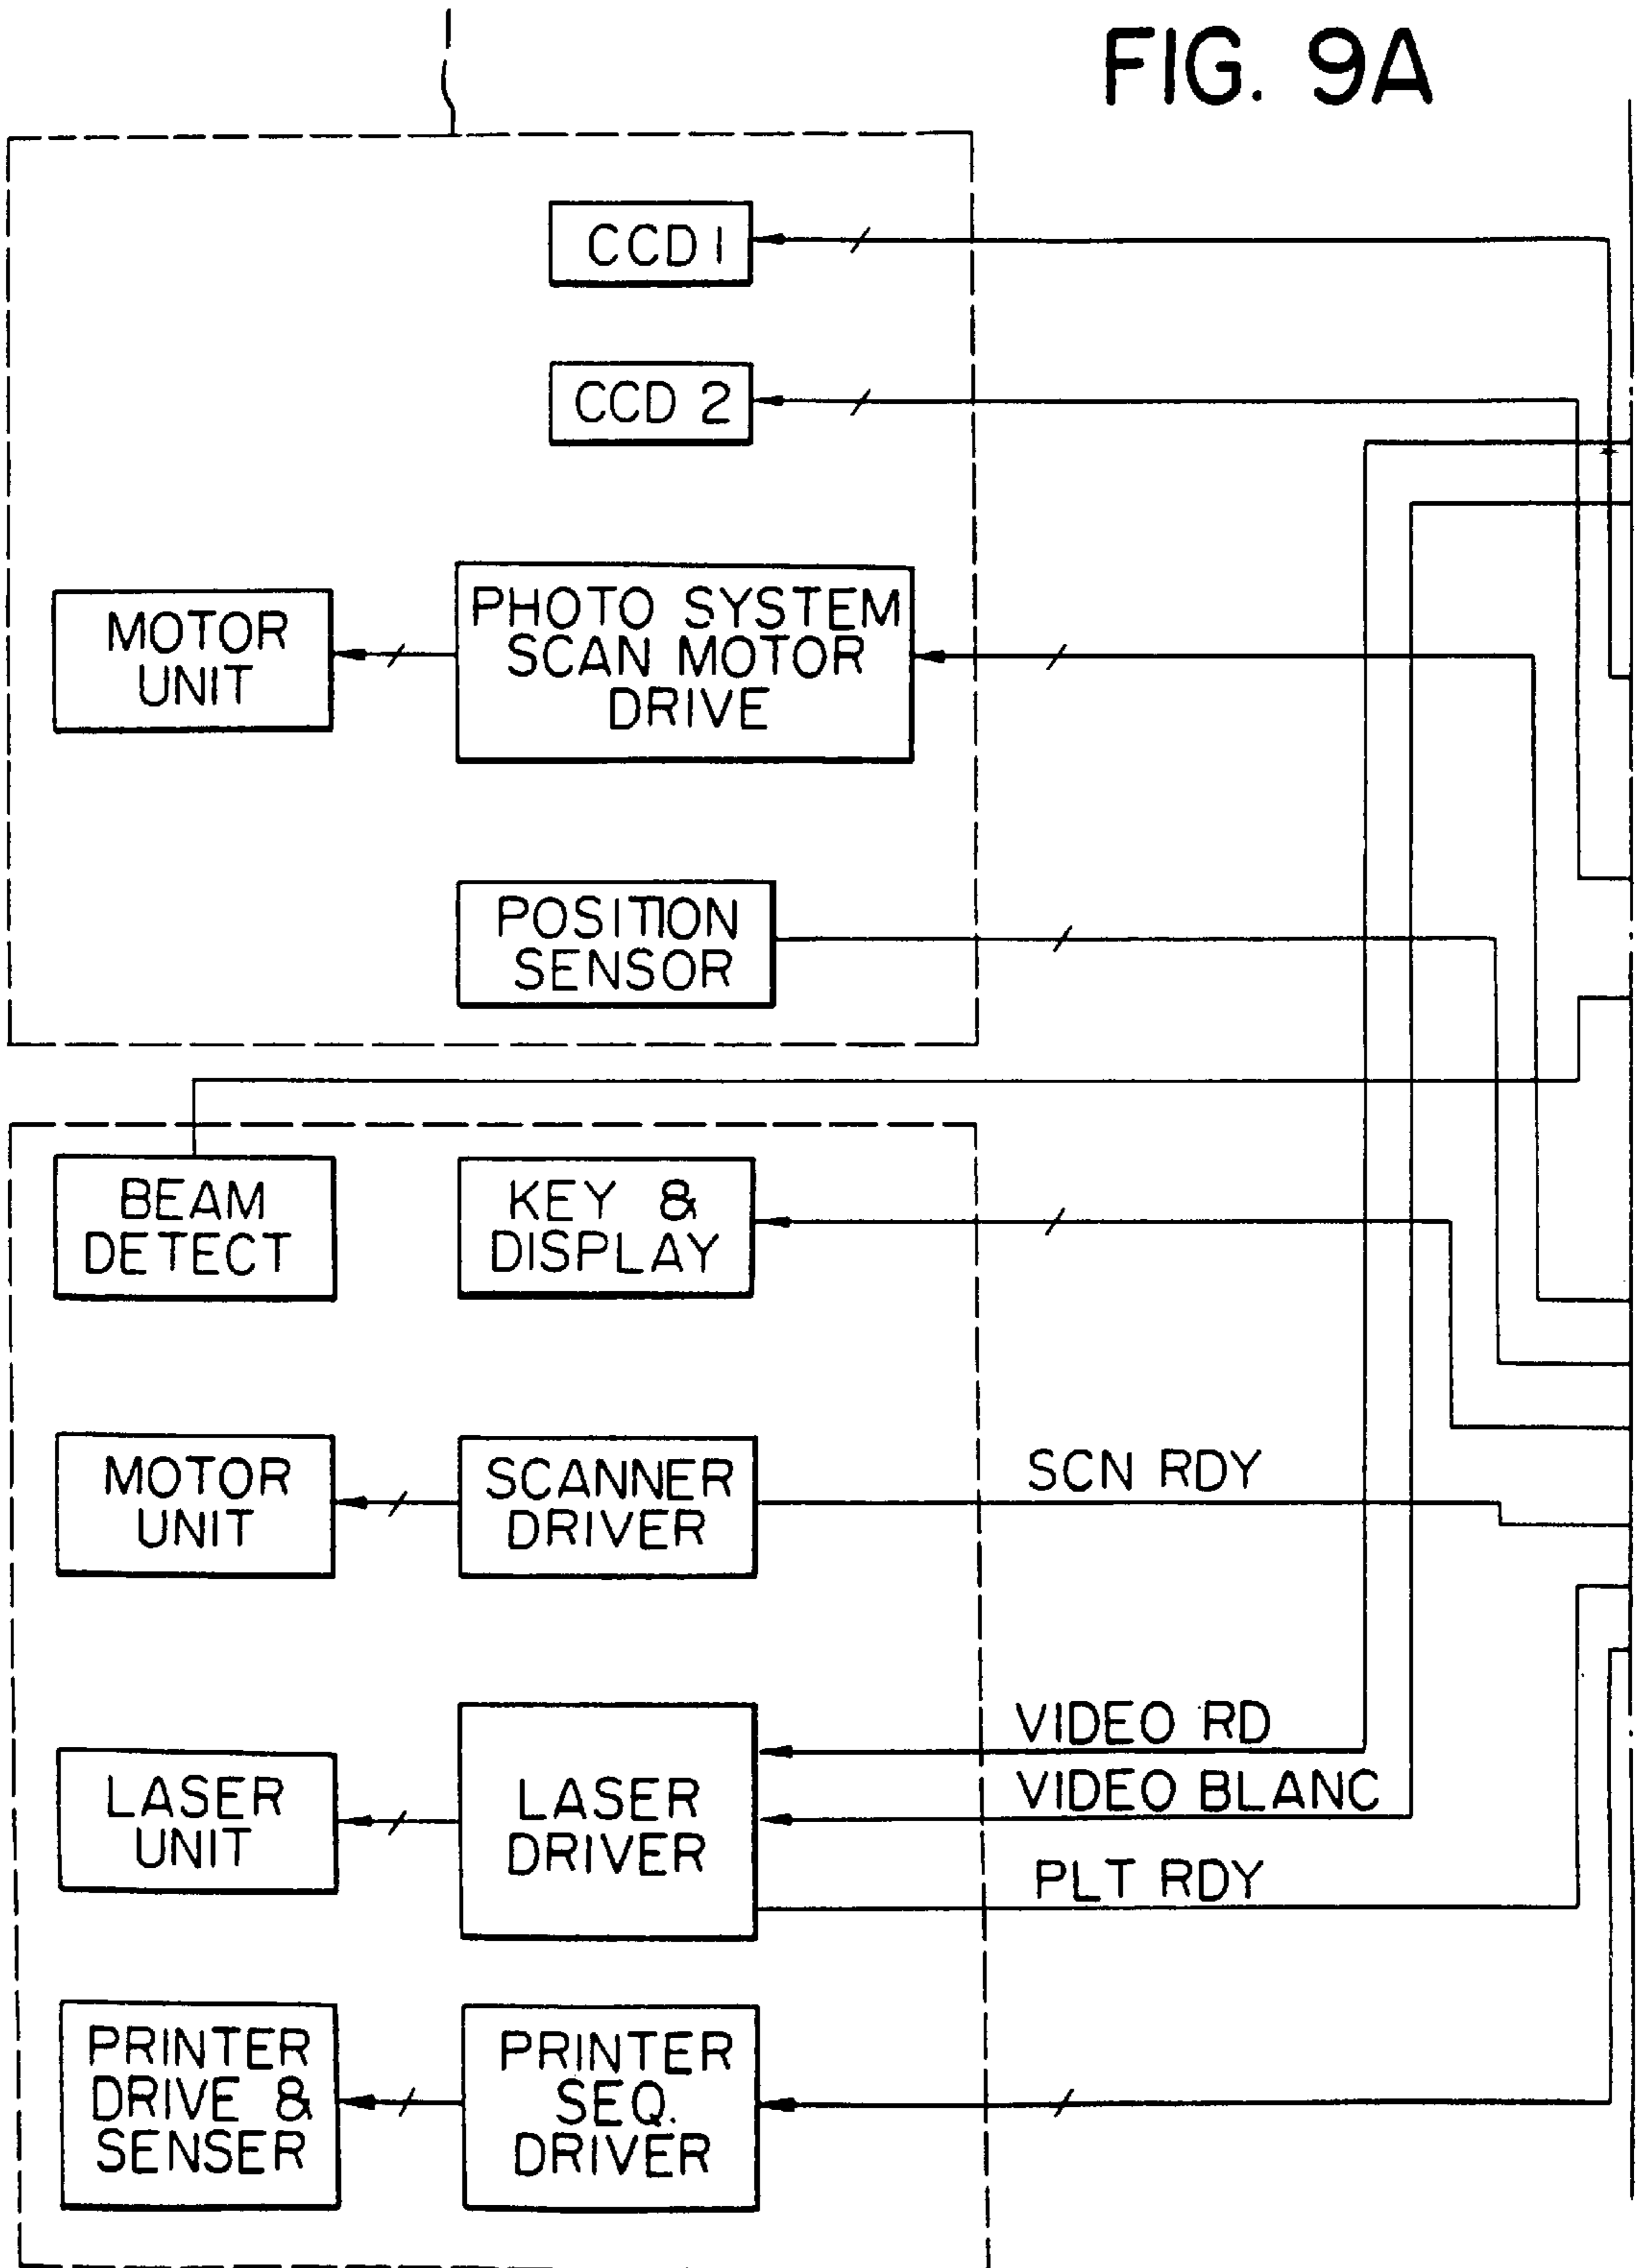 FIG. 9A
CCD 1
CCD 2
MOTOR
UNIT
PHOTO SYSTEM
SCAN MOTOR
DRIVE
POSITION
SENSOR
BEAM
DETECT
KEY &
DISPLAY
MOTOR
UNIT
SCANNER
DRIVER
SCN RDY
LASER
UNIT
LASER
DRIVER
VIDEO RD
VIDEO BLANC
PLT RDY
PRINTER
DRIVE &
SENSER
PRINTER
SEQ.
DRIVER